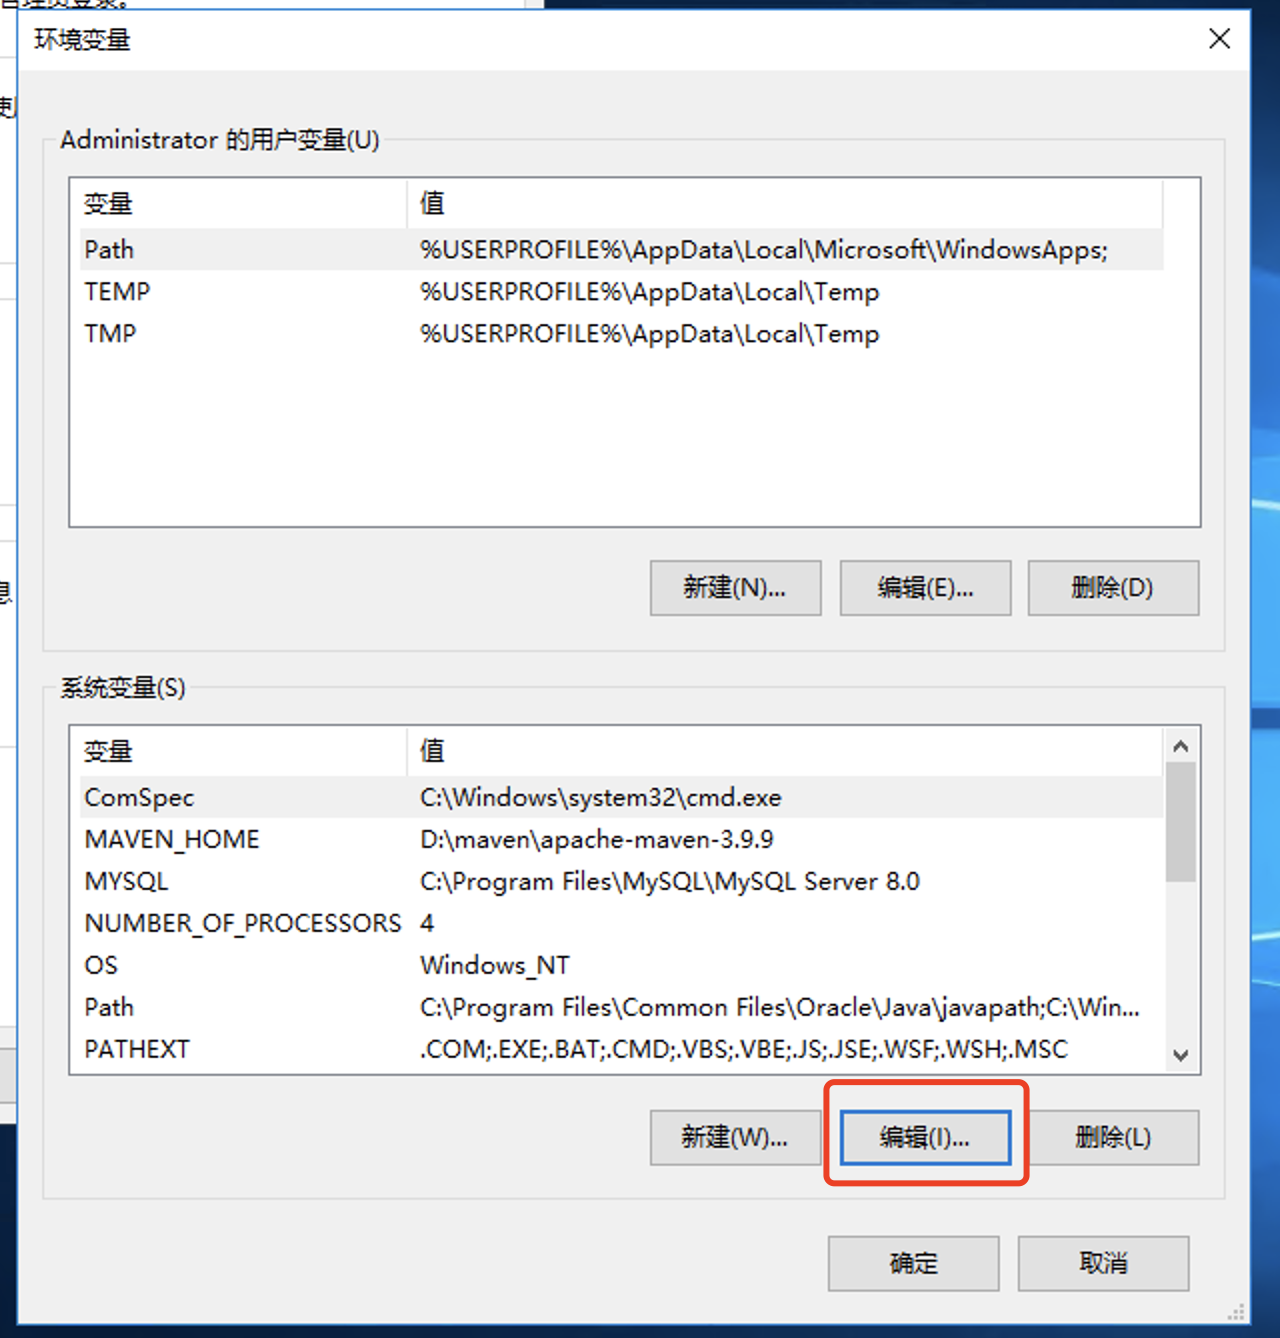 环境变量
Administrator 的用户变量(U)
变量 值
Path %USERPROFILE%\AppData\Local\Microsoft\WindowsApps;
TEMP %USERPROFILE%\AppData\Local\Temp
TMP %USERPROFILE%\AppData\Local\Temp
新建(N)... 编辑(E)... 删除(D)
息
系统变量(S)
变量 值
ComSpec C:\Windows\system32\cmd.exe
MAVEN_HOME D:\maven\apache-maven-3.9.9
MYSQL C:\Program Files\MySQL\MySQL Server 8.0
NUMBER_OF_PROCESSORS 4
OS Windows_NT
Path C:\Program Files\Common Files\Oracle\Java\javapath;C:\Win...
PATHEXT .COM;.EXE;.BAT;.CMD;.VBS;.VBE;.JS;.JSE;.WSF;.WSH;.MSC
新建(W)... 编辑(I)... 删除(L)
确定 取消